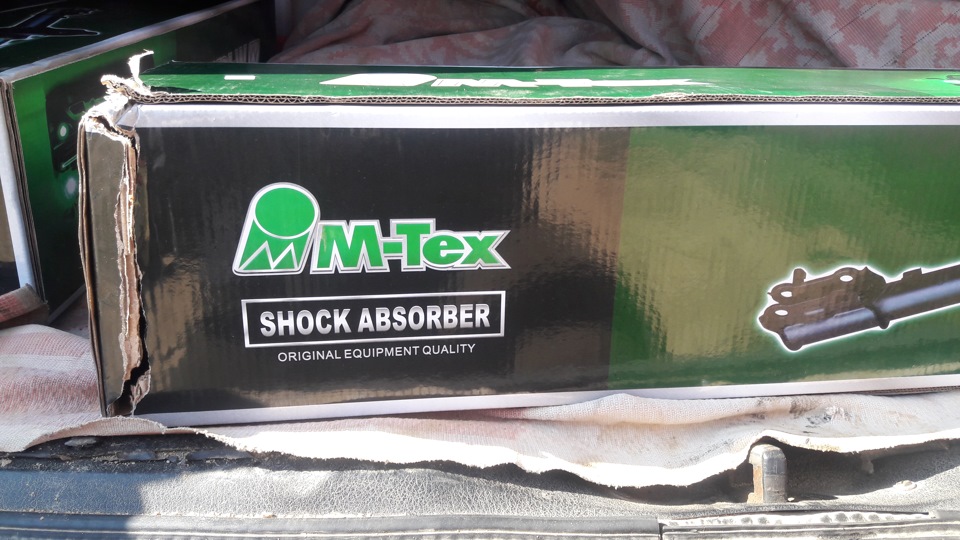 M-Tex
SHOCK ABSORBER
ORIGINAL EQUIPMENT QUALITY